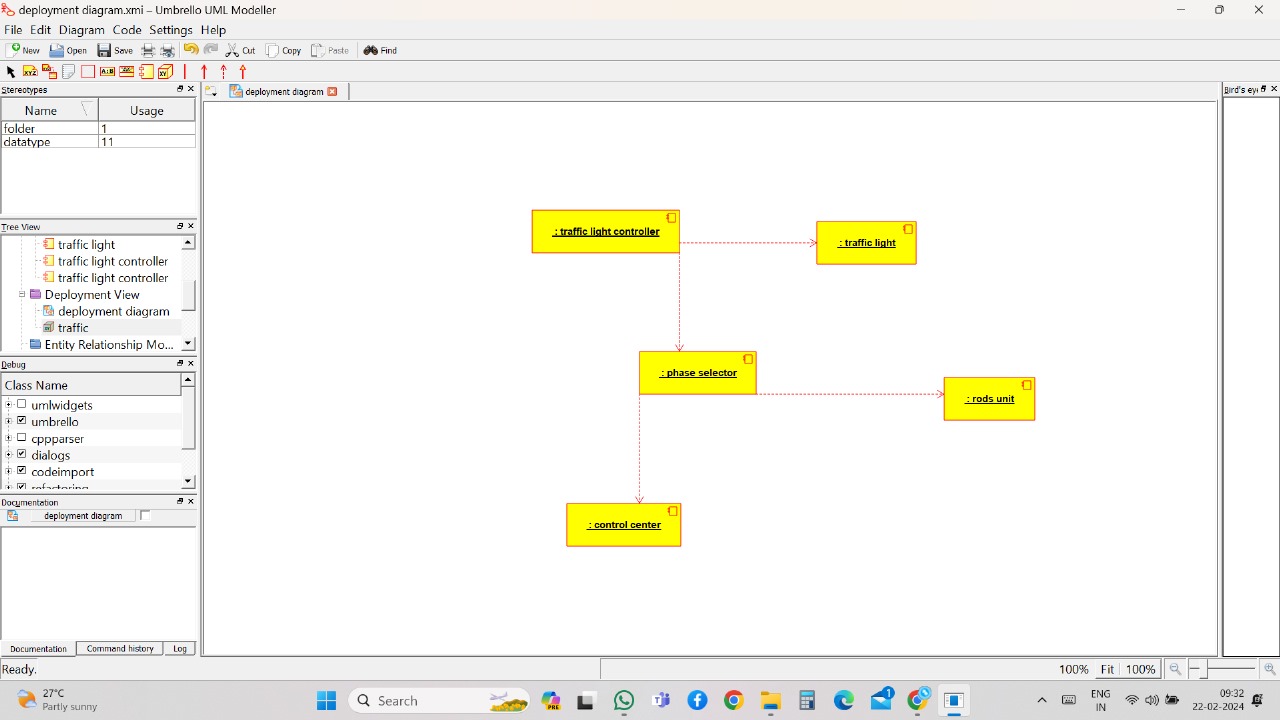 deployment diagram.xmi – Umbrello UML Modeller
File Edit Diagram Code Settings Help
New Open Save Cut Copy Paste Find
Stereotypes
deployment diagram
Bird's eye
Name Usage
folder 1
datatype 11
Tree View
traffic light
traffic light controller
traffic light controller
Deployment View
deployment diagram
traffic
Entity Relationship Mo...
: traffic light controller
: traffic light
: phase selector
: rods unit
: control center
Debug
Class Name
umlwidgets
umbrello
cppparser
dialogs
codeimport
refactoring
Documentation
deployment diagram
Documentation Command history Log
Ready.
100% Fit 100%
27°C
Partly sunny
Search
PRE
1
ENG
IN
09:32
22-02-2024